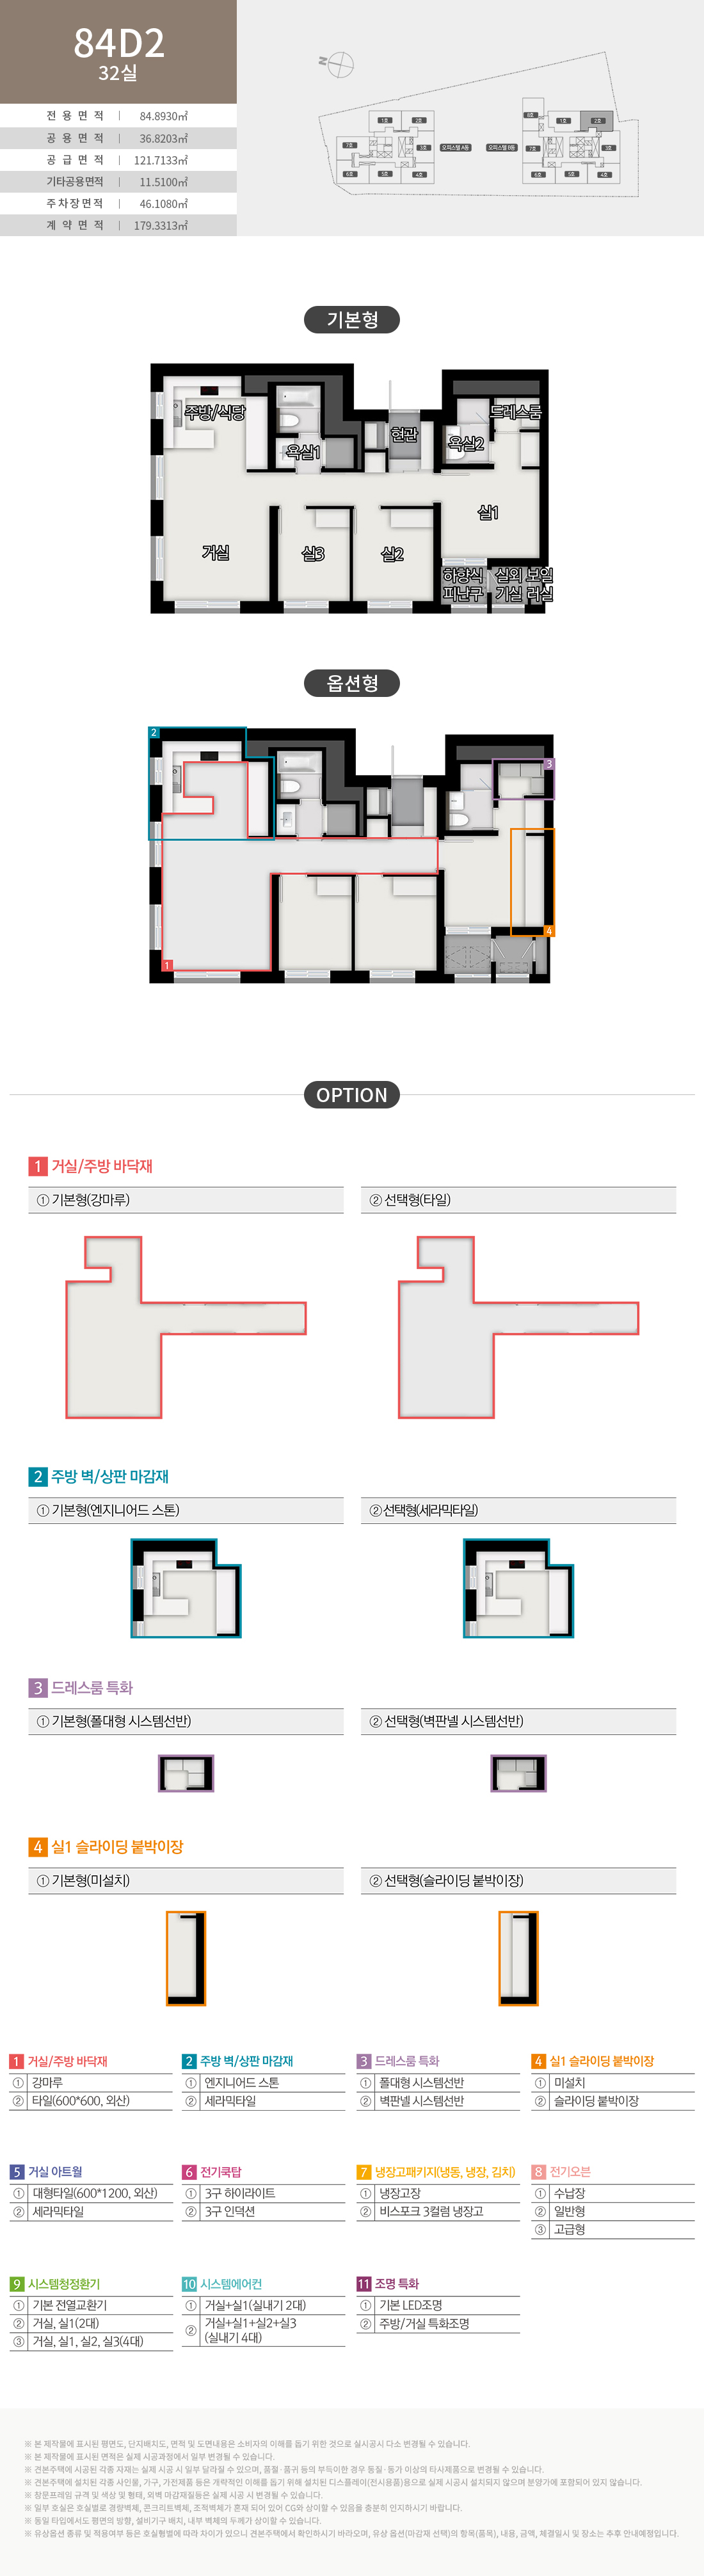 84D2
32실
전 용 면 적 | 84.8930㎡
공 용 면 적 | 36.8203㎡
공 급 면 적 | 121.7133㎡
기타공용면적 | 11.5100㎡
주차장면적 | 46.1080㎡
계 약 면 적 | 179.3313㎡
N
1호 2호
7호 3호
6호 5호 4호
오피스텔 A동
오피스텔 B동
8호 1호 2호
7호 3호
6호 5호 4호
기본형
주방/식당
욕실1
현관
욕실2
드레스룸
거실
실3
실2
실1
하향식 피난구
실외 기실
보일 러실
옵션형
2
3
1
4
OPTION
1 거실/주방 바닥재
① 기본형(강마루)
② 선택형(타일)
2 주방 벽/상판 마감재
① 기본형(엔지니어드 스톤)
② 선택형(세라믹타일)
3 드레스룸 특화
① 기본형(폴대형 시스템선반)
② 선택형(벽판넬 시스템선반)
4 실1 슬라이딩 붙박이장
① 기본형(미설치)
② 선택형(슬라이딩 붙박이장)
1 거실/주방 바닥재
① 강마루
② 타일(600*600, 외산)
2 주방 벽/상판 마감재
① 엔지니어드 스톤
② 세라믹타일
3 드레스룸 특화
① 폴대형 시스템선반
② 벽판넬 시스템선반
4 실1 슬라이딩 붙박이장
① 미설치
② 슬라이딩 붙박이장
5 거실 아트월
① 대형타일(600*1200, 외산)
② 세라믹타일
6 전기쿡탑
① 3구 하이라이트
② 3구 인덕션
7 냉장고패키지(냉동, 냉장, 김치)
① 냉장고장
② 비스포크 3컬럼 냉장고
8 전기오븐
① 수납장
② 일반형
③ 고급형
9 시스템청정환기
① 기본 전열교환기
② 거실, 실1(2대)
③ 거실, 실1, 실2, 실3(4대)
10 시스템에어컨
① 거실+실1(실내기 2대)
② 거실+실1+실2+실3
(실내기 4대)
11 조명 특화
① 기본 LED조명
② 주방/거실 특화조명
※ 본 제작물에 표시된 평면도, 단지배치도, 면적 및 도면내용은 소비자의 이해를 돕기 위한 것으로 실시공시 다소 변경될 수 있습니다.
※ 본 제작물에 표시된 면적은 실제 시공과정에서 일부 변경될 수 있습니다.
※ 견본주택에 시공된 각종 자재는 실제 시공 시 일부 달라질 수 있으며, 품절·품귀 등의 부득이한 경우 동질·동가 이상의 타사제품으로 변경될 수 있습니다.
※ 견본주택에 설치된 각종 사인물, 가구, 가전제품 등은 개략적인 이해를 돕기 위해 설치된 디스플레이(전시용품)용으로 실제 시공시 설치되지 않으며 분양가에 포함되어 있지 않습니다.
※ 창문프레임 규격 및 색상 및 형태, 외벽 마감재질등은 실제 시공 시 변경될 수 있습니다.
※ 일부 호실은 호실별로 경량벽체, 콘크리트벽체, 조적벽체가 혼재 되어 있어 CG와 상이할 수 있음을 충분히 인지하시기 바랍니다.
※ 동일 타입에서도 평면의 방향, 설비기구 배치, 내부 벽체의 두께가 상이할 수 있습니다.
※ 유상옵션 종류 및 적용여부 등은 호실형별에 따라 차이가 있으니 견본주택에서 확인하시기 바라오며, 유상 옵션(마감재 선택)의 항목(품목), 내용, 금액, 체결일시 및 장소는 추후 안내예정입니다.